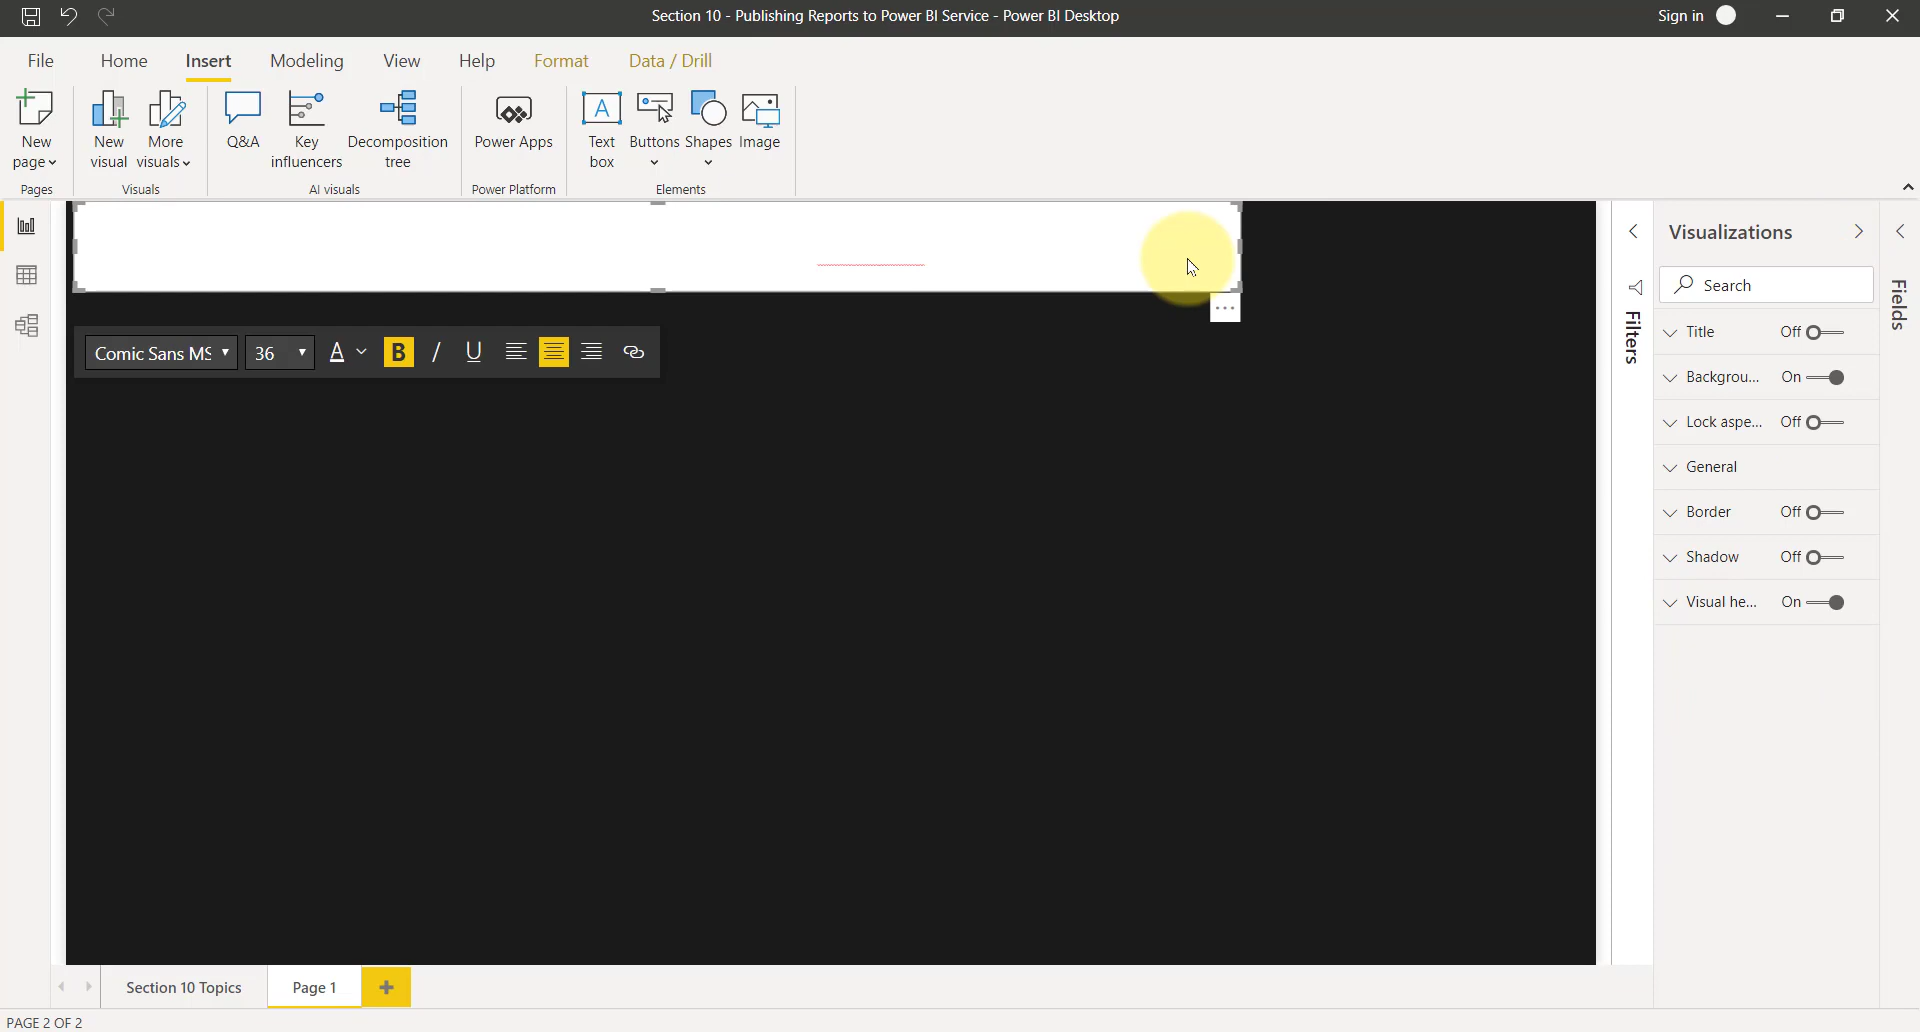 Section 10 - Publishing Reports to Power BI Service - Power BI Desktop
Sign in
File Home Insert Modeling View Help Format Data / Drill
New page
New visual
More visuals
Q&A
Key influencers
Decomposition tree
Power Apps
A
Text box
Buttons
Shapes
Image
Pages Visuals AI visuals Power Platform Elements
Visualizations
Search
Filters
Fields
Title Off
Backgrou... On
Lock aspe... Off
General
Border Off
Shadow Off
Visual he... On
...
Comic Sans MS 36 A B I U
Section 10 Topics Page 1 +
PAGE 2 OF 2